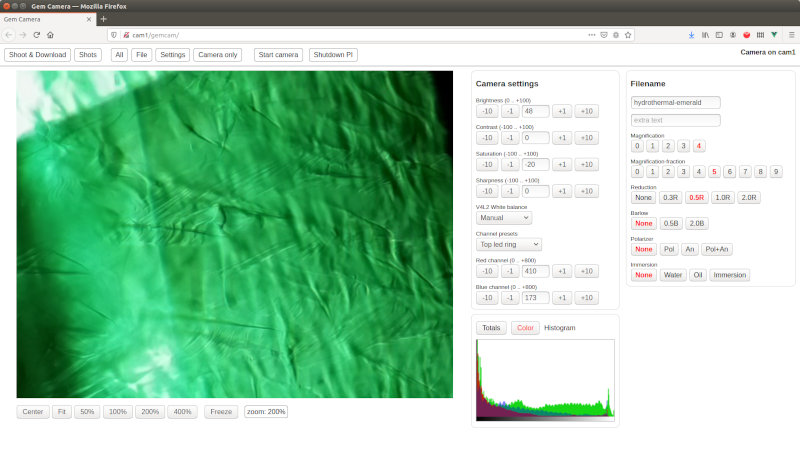 Gem Camera — Mozilla Firefox
Gem Camera
cam1/gemcam/
Shoot & Download Shots All File Settings Camera only Start camera Shutdown PI Camera on cam1
Camera settings
Brightness (0 .. +100)
-10 -1 48 +1 +10
Contrast (-100 .. +100)
-10 -1 0 +1 +10
Saturation (-100 .. +100)
-10 -1 -20 +1 +10
Sharpness (-100 .. +100)
-10 -1 0 +1 +10
V4L2 White balance
Manual
Channel presets
Top led ring
Red channel (0 .. +800)
-10 -1 410 +1 +10
Blue channel (0 .. +800)
-10 -1 173 +1 +10
Totals Color Histogram
Filename
hydrothermal-emerald
extra text
Magnification
0 1 2 3 4
Magnification-fraction
0 1 2 3 4 5 6 7 8 9
Reduction
None 0.3R 0.5R 1.0R 2.0R
Barlow
None 0.5B 2.0B
Polarizer
None Pol An Pol+An
Immersion
None Water Oil Immersion
Center Fit 50% 100% 200% 400% Freeze zoom: 200%